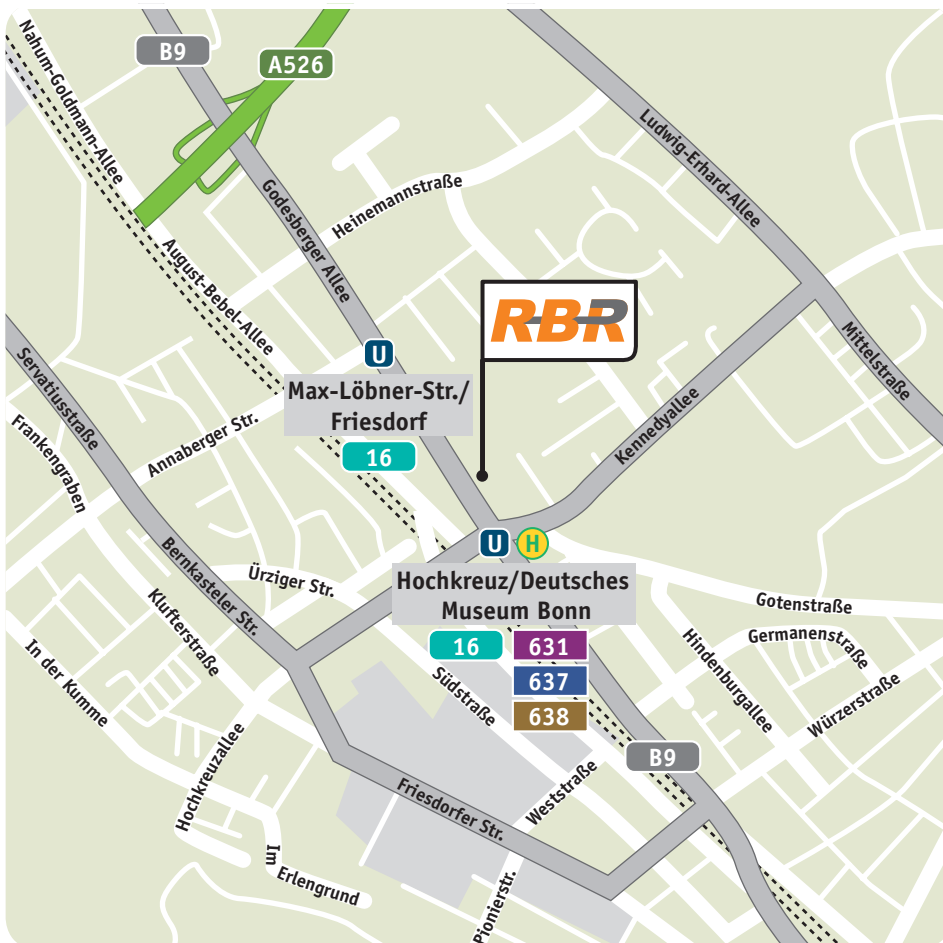 B9
A526
Nahum-Goldmann-Allee
Ludwig-Erhard-Allee
Godesberger Allee
Heinemannstraße
August-Bebel-Allee
RBR
Mittelstraße
Servatiusstraße
U
Max-Löbner-Str./
Friesdorf
16
Kennedyallee
Frankengraben
Annaberger Str.
U
H
Hochkreuz/Deutsches
Museum Bonn
16
631
637
638
Bernkasteler Str.
Ürziger Str.
Klufterstraße
Gotenstraße
Germanenstraße
Hindenburgallee
In der Kumme
Südstraße
Würzerstraße
Hochkreuzallee
B9
Weststraße
Friesdorfer Str.
Im Erlengrund
Pionierstr.